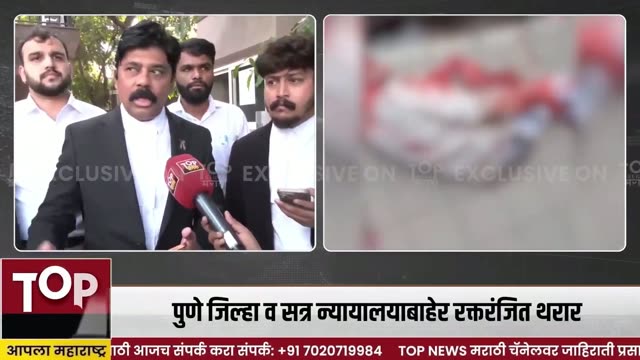 EXCLUSIVE ON TOP EXCLUSIVE ON TOP EXCLUSIVE ON
TOP
TOP
पुणे जिल्हा व सत्र न्यायालयाबाहेर रक्तरंजित थरार
आपला महाराष्ट्र
ाठी आजच संपर्क करा संपर्क: +91 7020719984 TOP NEWS मराठी चॅनेलवर जाहिराती प्रसा